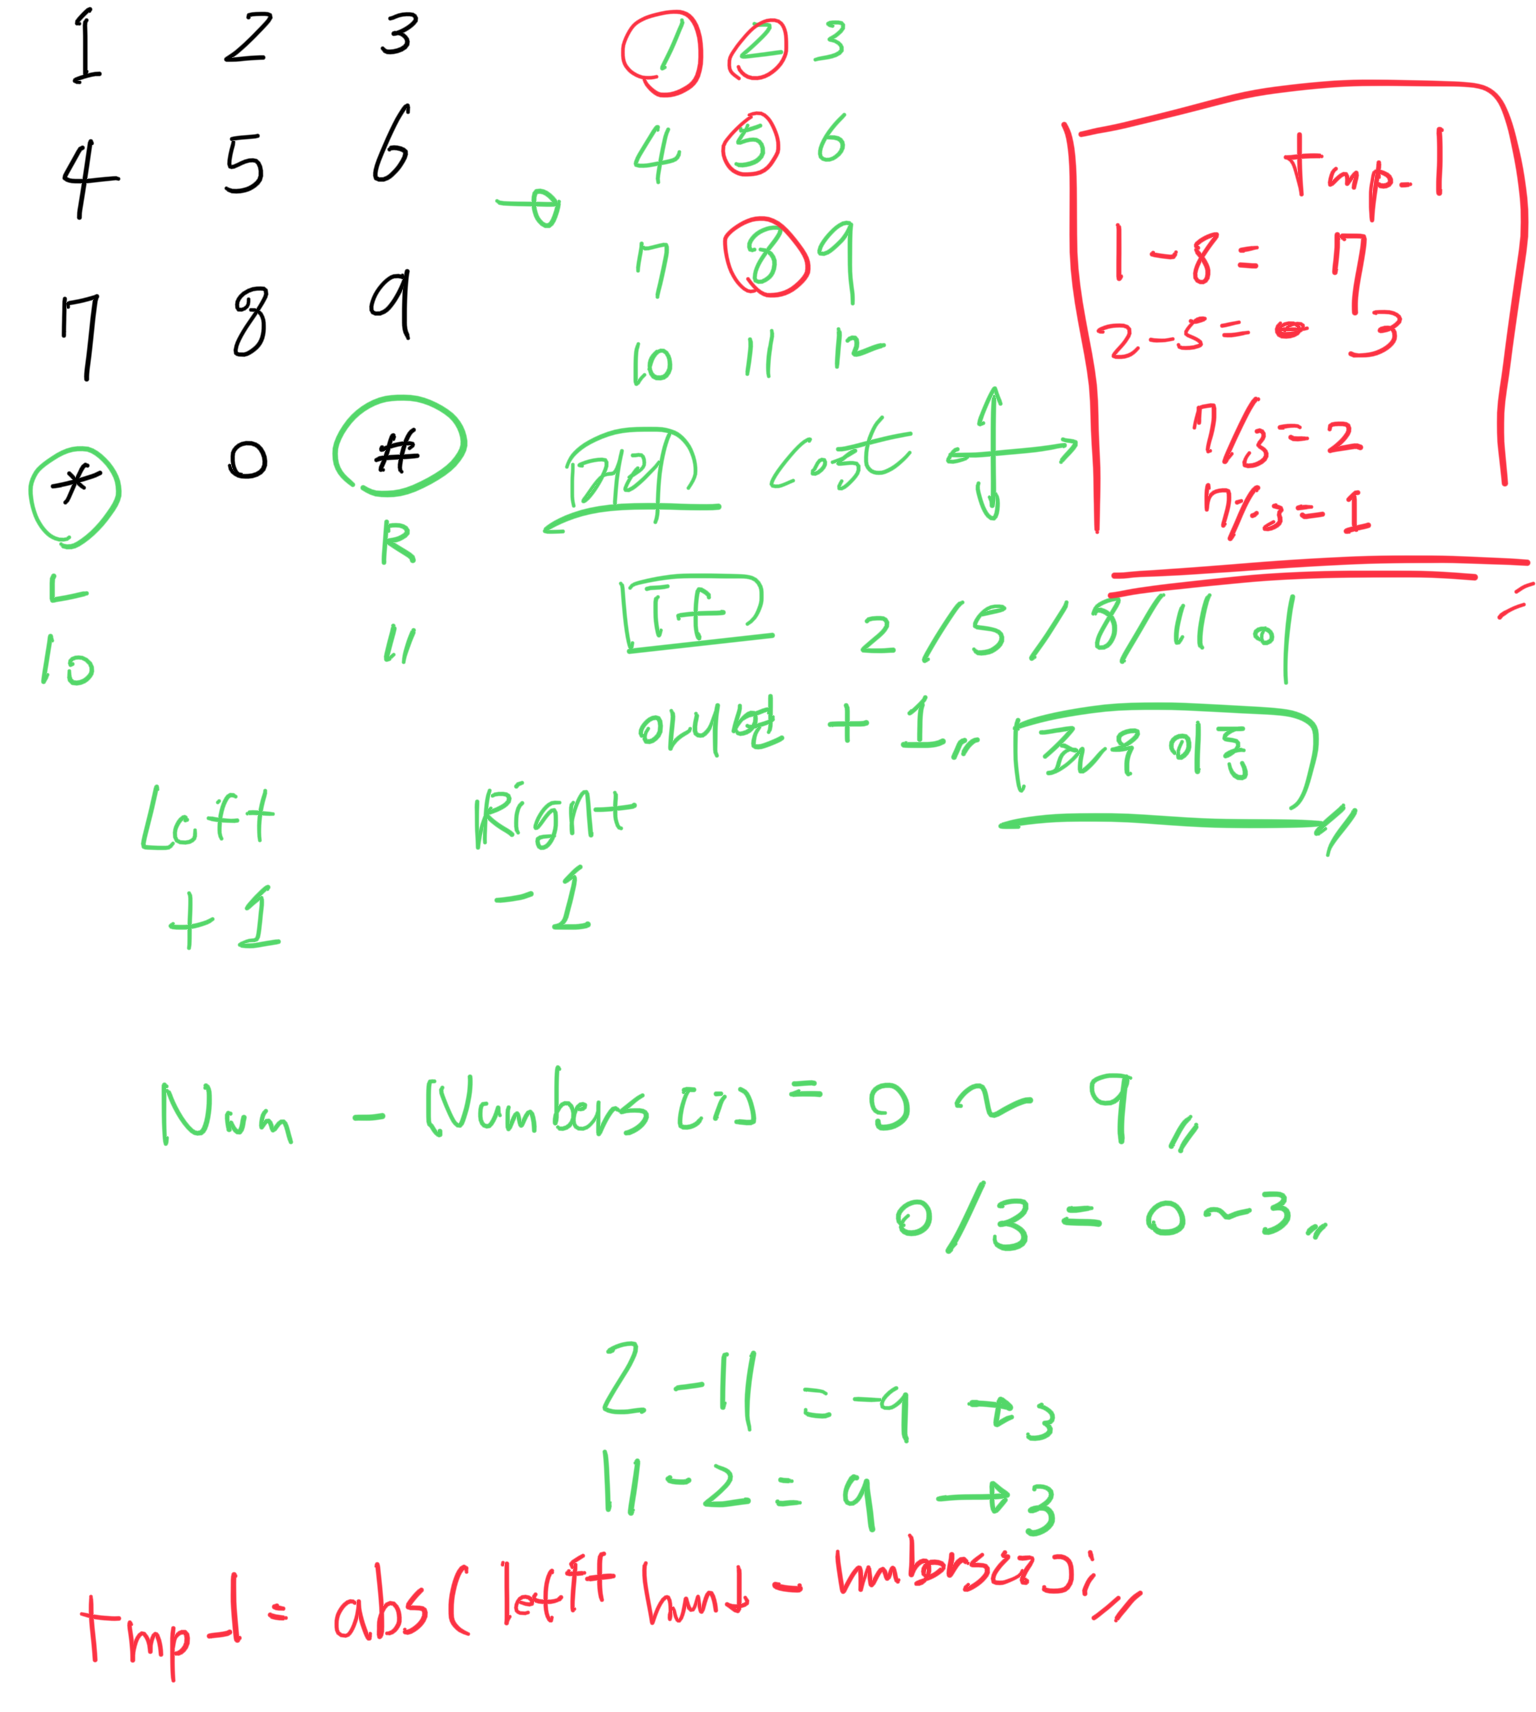 1 2 3
4 5 6
7 8 9
* 0 #
L R
10 11
→
1 2 3
4 5 6
7 8 9
10 11 12
거리 cost
If 2 / 5 / 8 / 11 이
아니면 + 1 좌우 이동
tmp_1
1 - 8 = 7
2 - 5 = 3
7/3 = 2
7%3 = 1
Left Right
+1 -1
Num - Numbers[i] = 0 ~ 9
0/3 = 0~3
2 - 11 = -9 → 3
11 - 2 = 9 → 3
tmp_1 = abs(left